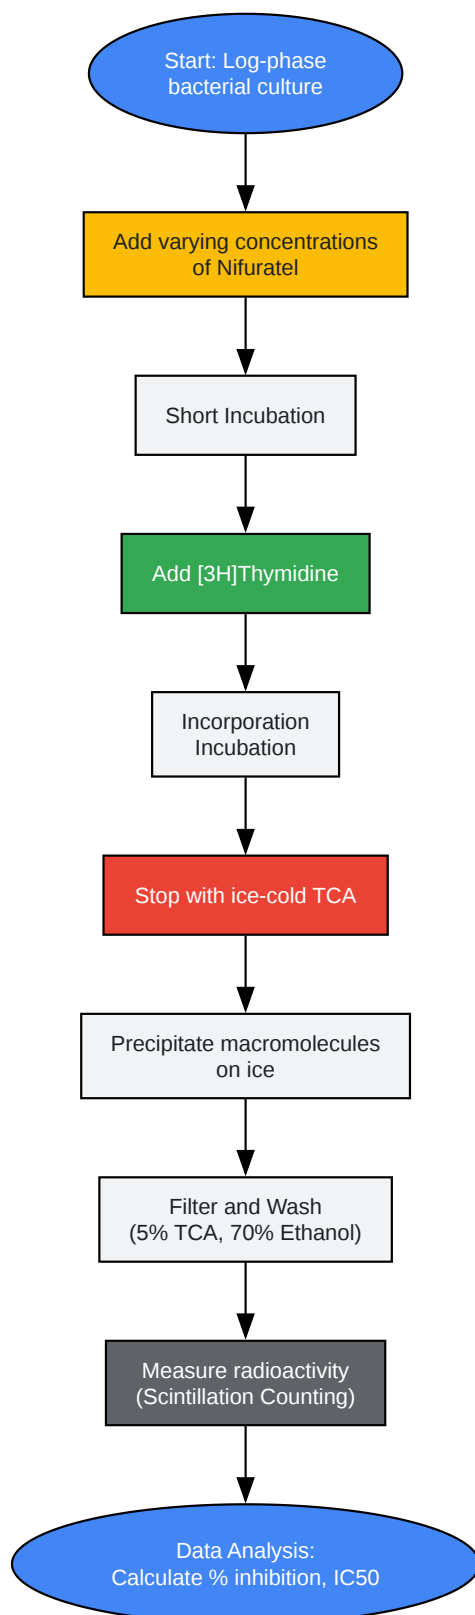 Start: Log-phase
bacterial culture
Add varying concentrations
of Nifuratel
Short Incubation
Add [3H]Thymidine
Incorporation
Incubation
Stop with ice-cold TCA
Precipitate macromolecules
on ice
Filter and Wash
(5% TCA, 70% Ethanol)
Measure radioactivity
(Scintillation Counting)
Data Analysis:
Calculate % inhibition, IC50